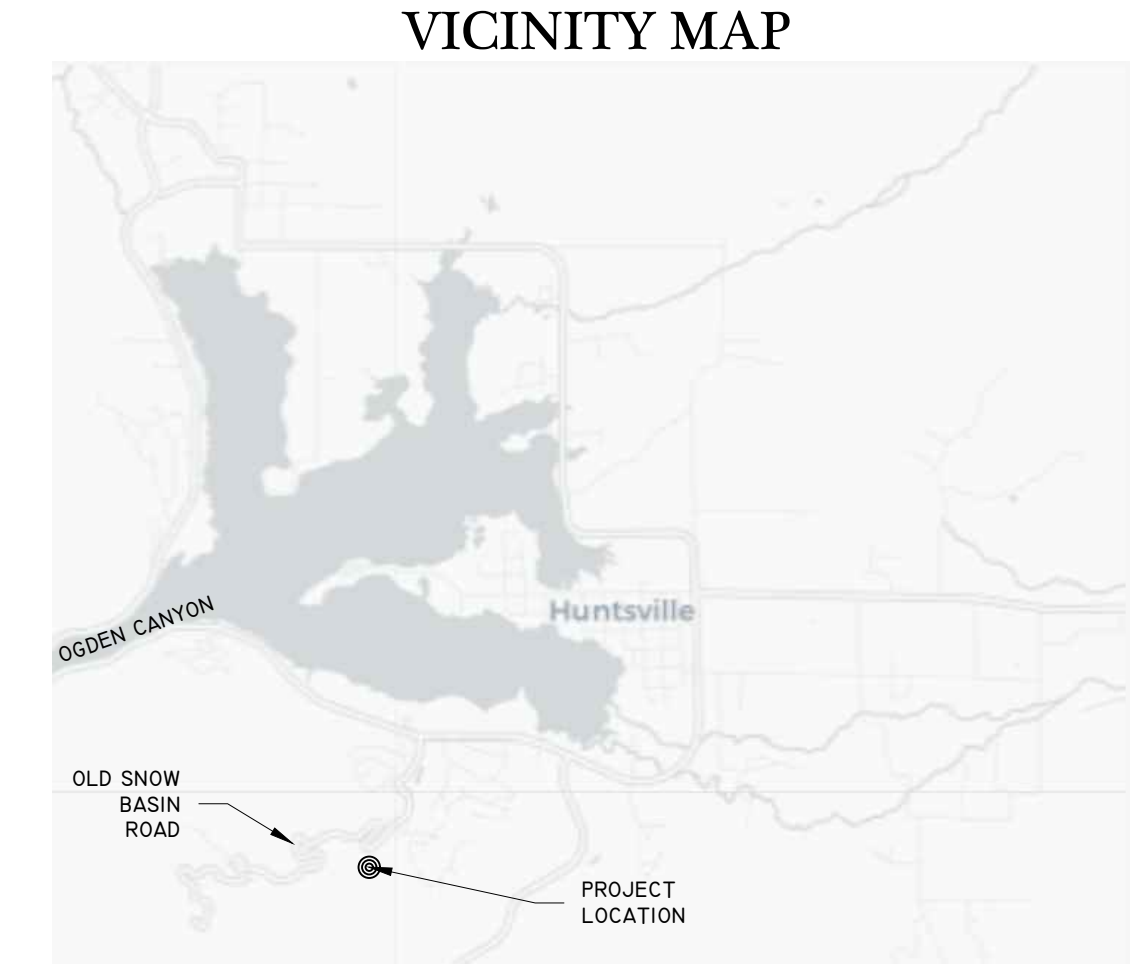 VICINITY MAP
Huntsville
OGDEN CANYON
OLD SNOW
BASIN
ROAD
PROJECT
LOCATION